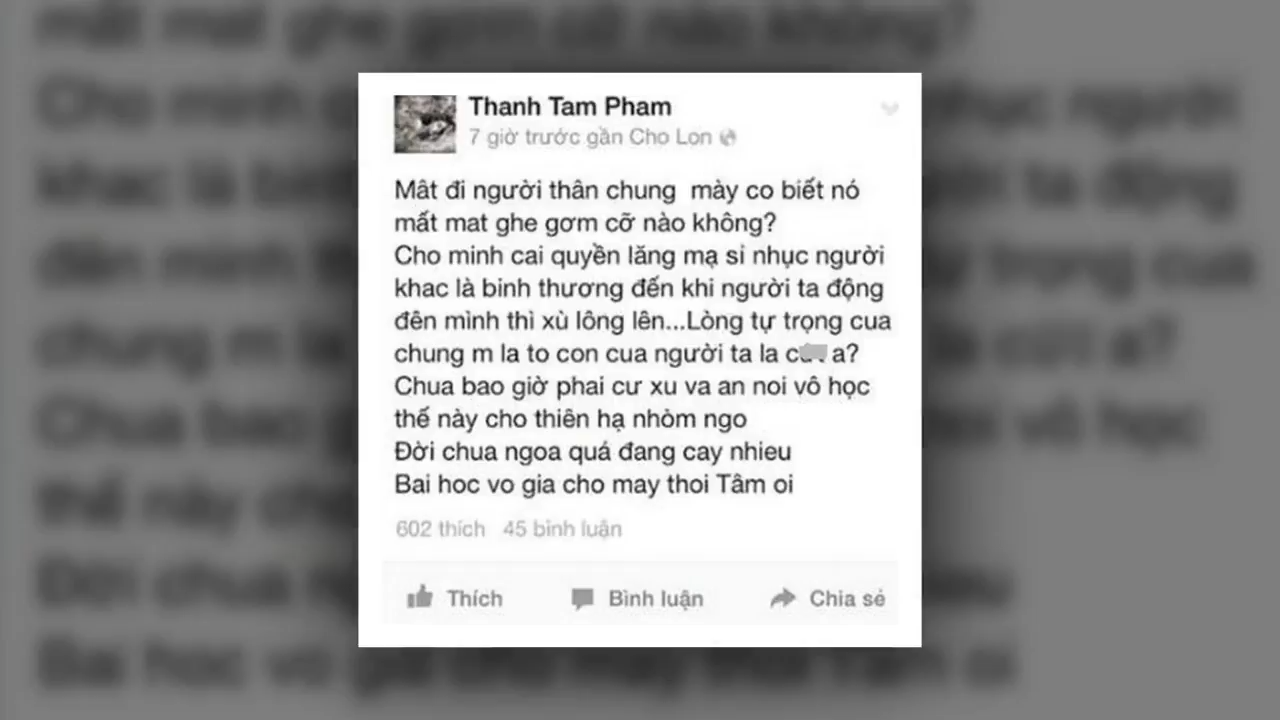 Thanh Tam Pham
7 giờ trước gần Cho Lon
Mât đi người thân chung mày co biết nó
mất mat ghe gơm cỡ nào không?
Cho minh cai quyền lăng mạ sỉ nhục người
khac là binh thương đến khi người ta động
đên mình thì xù lông lên...Lòng tự trọng cua
chung m la to con cua người ta la a?
Chua bao giờ phai cư xu va an noi vô học
thế này cho thiên hạ nhòm ngo
Đời chua ngoa quá đang cay nhieu
Bai hoc vo gia cho may thoi Tâm oi
602 thích 45 bình luận
Thích Bình luận Chia sẻ